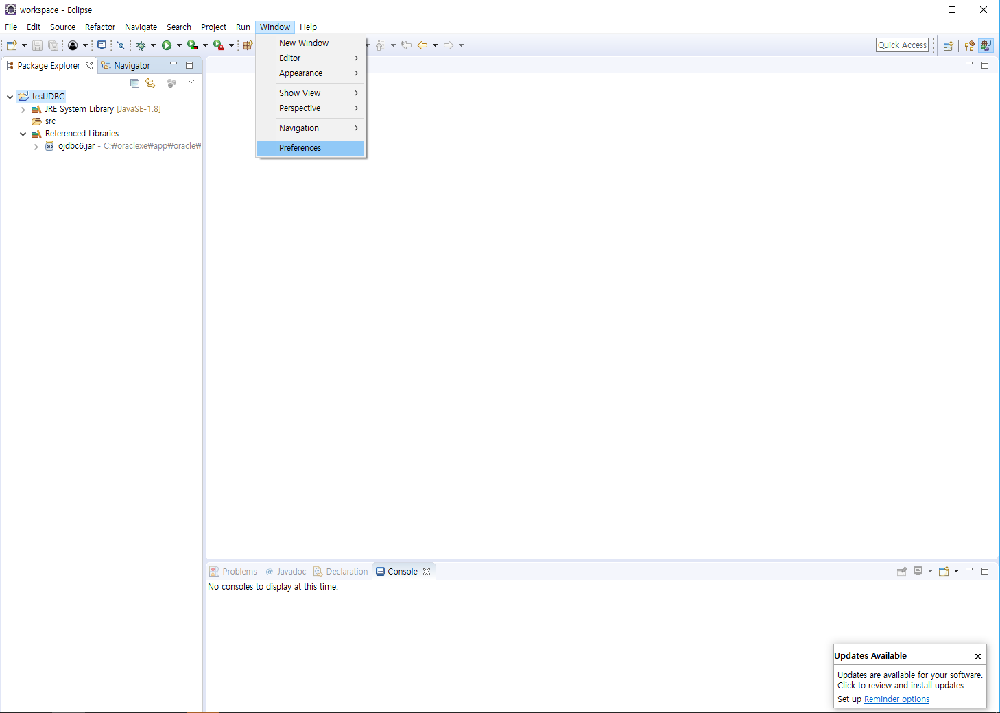 workspace - Eclipse
File Edit Source Refactor Navigate Search Project Run Window Help
Quick Access
New Window
Editor
Appearance
Show View
Perspective
Navigation
Preferences
Package Explorer Navigator
testJDBC
JRE System Library [JavaSE-1.8]
src
Referenced Libraries
ojdbc6.jar - C:₩oraclexe₩app₩oracle₩
Problems @ Javadoc Declaration Console
No consoles to display at this time.
Updates Available x
Updates are available for your software.
Click to review and install updates.
Set up Reminder options